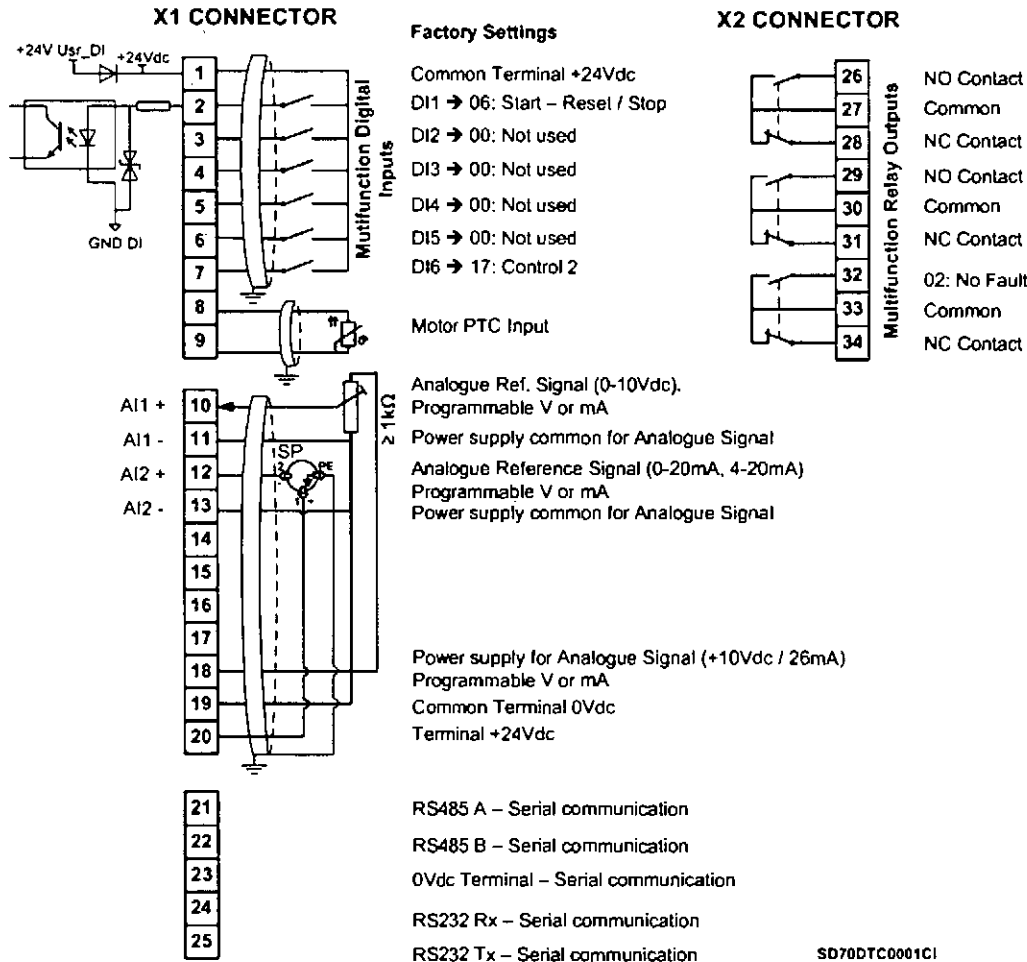 X1 CONNECTOR
Factory Settings
+24V Usr_DI
+24Vdc
GND DI
1 Common Terminal +24Vdc
2 DI1 → 06: Start – Reset / Stop
3 DI2 → 00: Not used
4 DI3 → 00: Not used
5 DI4 → 00: Not used
6 DI5 → 00: Not used
7 DI6 → 17: Control 2
Mutifunction Digital
Inputs
8
9
Motor PTC Input
AI1 + 10 Analogue Ref. Signal (0-10Vdc).
Programmable V or mA
≥ 1kΩ
AI1 - 11 Power supply common for Analogue Signal
SP
2 PE
1 +
AI2 + 12 Analogue Reference Signal (0-20mA, 4-20mA)
Programmable V or mA
AI2 - 13 Power supply common for Analogue Signal
14
15
16
17
18 Power supply for Analogue Signal (+10Vdc / 26mA)
Programmable V or mA
19 Common Terminal 0Vdc
20 Terminal +24Vdc
21 RS485 A – Serial communication
22 RS485 B – Serial communication
23 0Vdc Terminal – Serial communication
24 RS232 Rx – Serial communication
25 RS232 Tx – Serial communication
X2 CONNECTOR
26 NO Contact
27 Common
28 NC Contact
29 NO Contact
30 Common
31 NC Contact
32 02: No Fault
33 Common
34 NC Contact
Multifunction Relay Outputs
SD70DTC0001CI